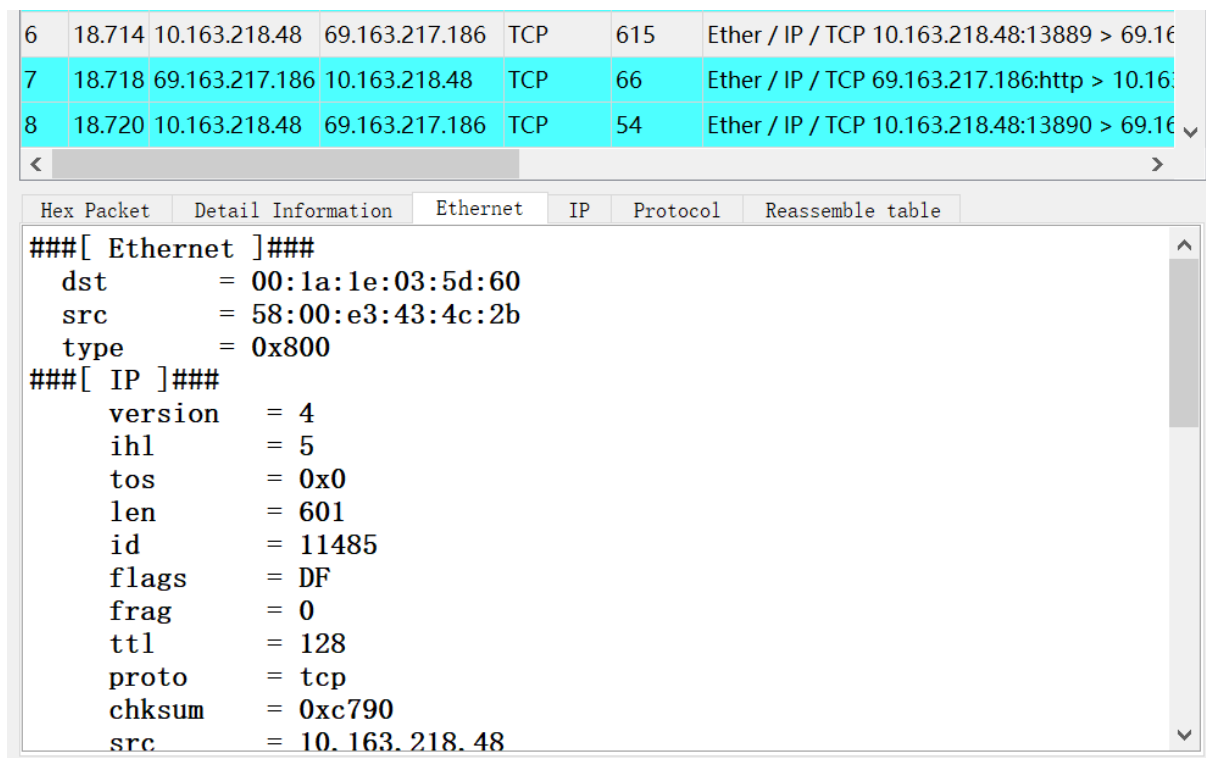 6 18.714 10.163.218.48 69.163.217.186 TCP 615 Ether / IP / TCP 10.163.218.48:13889 > 69.16
7 18.718 69.163.217.186 10.163.218.48 TCP 66 Ether / IP / TCP 69.163.217.186:http > 10.163
8 18.720 10.163.218.48 69.163.217.186 TCP 54 Ether / IP / TCP 10.163.218.48:13890 > 69.16
Hex Packet Detail Information Ethernet IP Protocol Reassemble table
###[ Ethernet ]###
dst = 00:1a:1e:03:5d:60
src = 58:00:e3:43:4c:2b
type = 0x800
###[ IP ]###
version = 4
ihl = 5
tos = 0x0
len = 601
id = 11485
flags = DF
frag = 0
ttl = 128
proto = tcp
chksum = 0xc790
src = 10.163.218.48